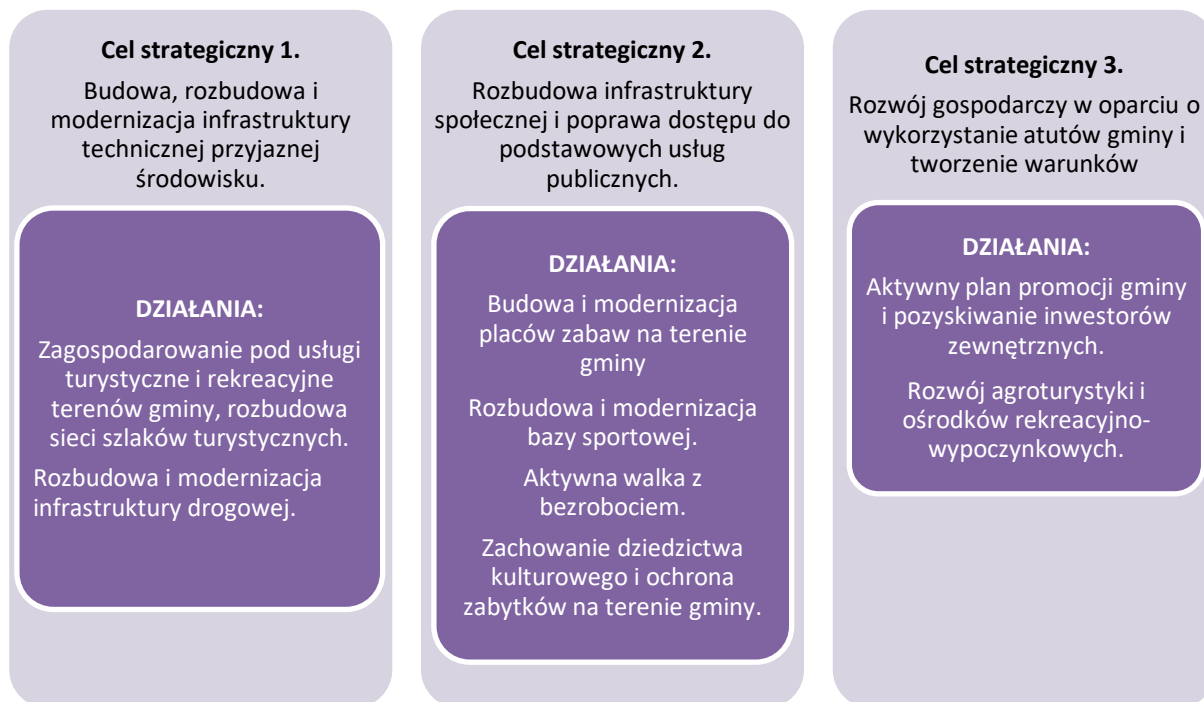 Cel strategiczny 1.
Budowa, rozbudowa i
modernizacja infrastruktury
technicznej przyjaznej
środowisku.
DZIAŁANIA:
Zagospodarowanie pod usługi
turystyczne i rekreacyjne
terenów gminy, rozbudowa
sieci szlaków turystycznych.
Rozbudowa i modernizacja
infrastruktury drogowej.
Cel strategiczny 2.
Rozbudowa infrastruktury
społecznej i poprawa dostępu do
podstawowych usług
publicznych.
DZIAŁANIA:
Budowa i modernizacja
placów zabaw na terenie
gminy
Rozbudowa i modernizacja
bazy sportowej.
Aktywna walka z
bezrobociem.
Zachowanie dziedzictwa
kulturowego i ochrona
zabytków na terenie gminy.
Cel strategiczny 3.
Rozwój gospodarczy w oparciu o
wykorzystanie atutów gminy i
tworzenie warunków
DZIAŁANIA:
Aktywny plan promocji gminy
i pozyskiwanie inwestorów
zewnętrznych.
Rozwój agroturystyki i
ośrodków rekreacyjno-
wypoczynkowych.